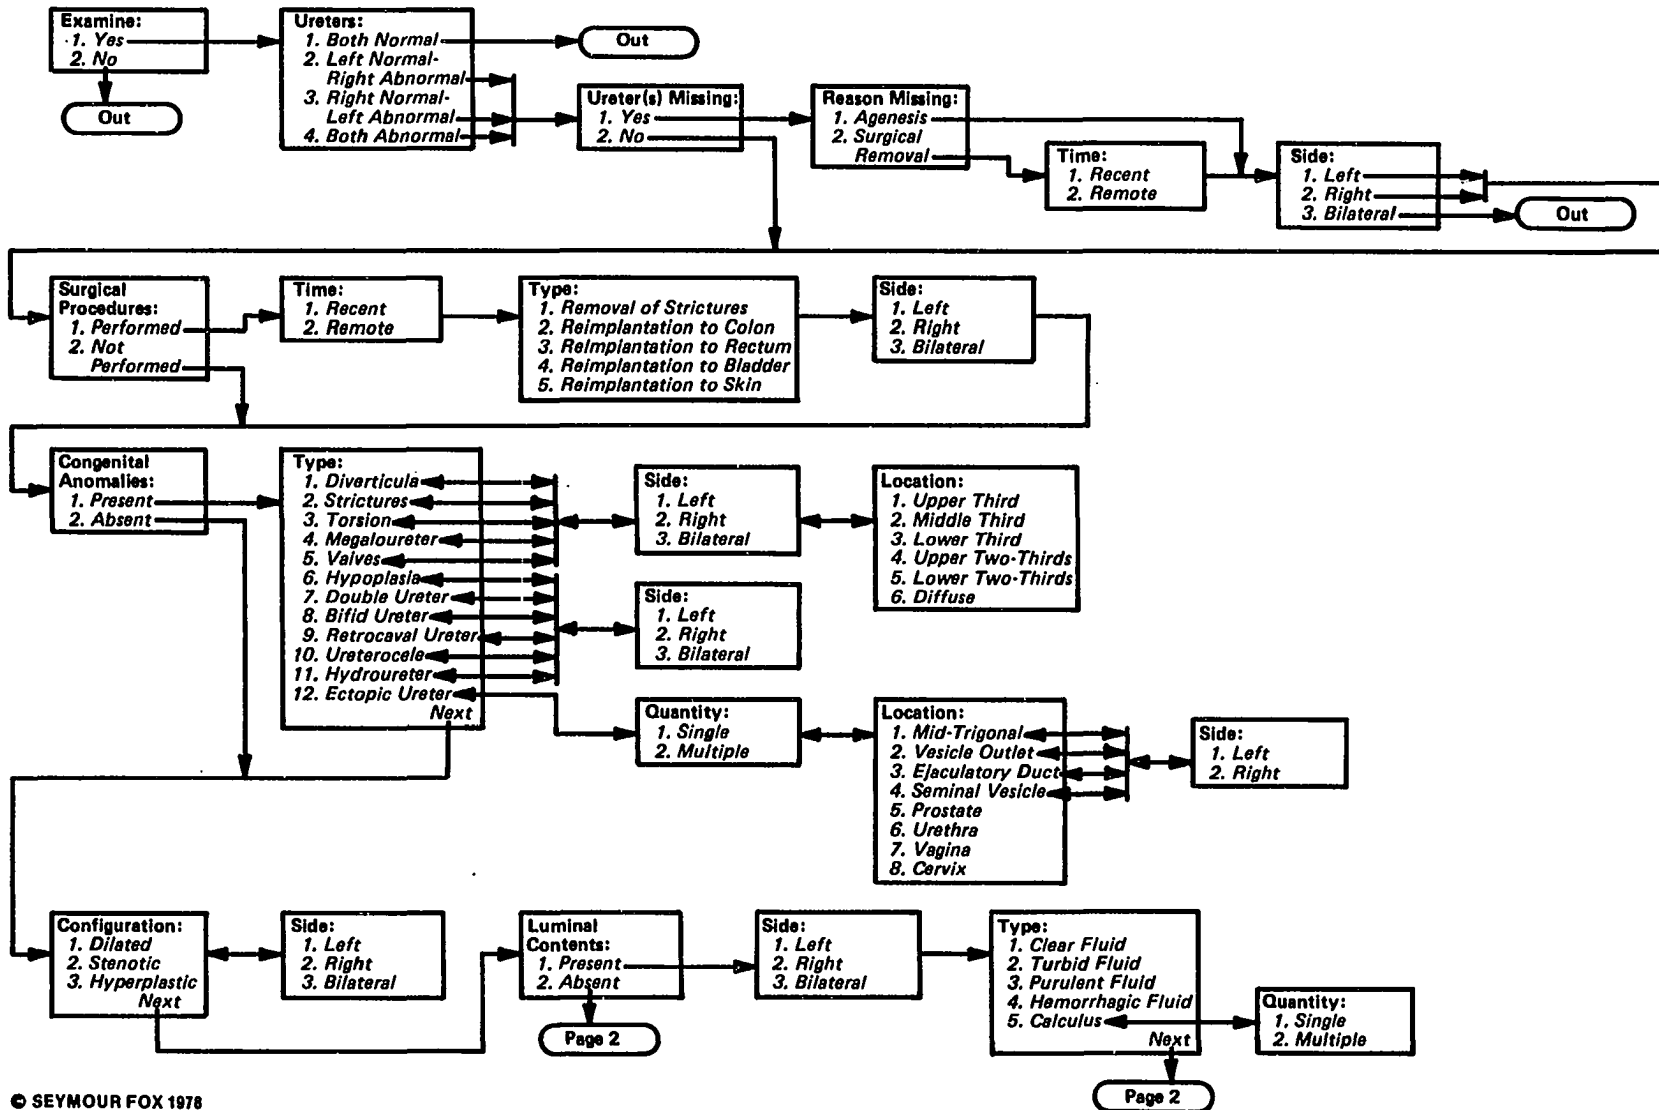 Examine:
1. Yes
2. No
Out
Ureters:
1. Both Normal
2. Left Normal-
Right Abnormal
3. Right Normal-
Left Abnormal
4. Both Abnormal
Out
Ureter(s) Missing:
1. Yes
2. No
Reason Missing:
1. Agenesis
2. Surgical
Removal
Time:
1. Recent
2. Remote
Side:
1. Left
2. Right
3. Bilateral
Out
Surgical
Procedures:
1. Performed
2. Not
Performed
Time:
1. Recent
2. Remote
Type:
1. Removal of Strictures
2. Reimplantation to Colon
3. Reimplantation to Rectum
4. Reimplantation to Bladder
5. Reimplantation to Skin
Side:
1. Left
2. Right
3. Bilateral
Congenital
Anomalies:
1. Present
2. Absent
Type:
1. Diverticula
2. Strictures
3. Torsion
4. Megaloureter
5. Valves
6. Hypoplasia
7. Double Ureter
8. Bifid Ureter
9. Retrocaval Ureter
10. Ureterocele
11. Hydroureter
12. Ectopic Ureter
Next
Side:
1. Left
2. Right
3. Bilateral
Location:
1. Upper Third
2. Middle Third
3. Lower Third
4. Upper Two-Thirds
5. Lower Two-Thirds
6. Diffuse
Side:
1. Left
2. Right
3. Bilateral
Quantity:
1. Single
2. Multiple
Location:
1. Mid-Trigonal
2. Vesicle Outlet
3. Ejaculatory Duct
4. Seminal Vesicle
5. Prostate
6. Urethra
7. Vagina
8. Cervix
Side:
1. Left
2. Right
Configuration:
1. Dilated
2. Stenotic
3. Hyperplastic
Next
Side:
1. Left
2. Right
3. Bilateral
Luminal
Contents:
1. Present
2. Absent
Page 2
Side:
1. Left
2. Right
3. Bilateral
Type:
1. Clear Fluid
2. Turbid Fluid
3. Purulent Fluid
4. Hemorrhagic Fluid
5. Calculus
Next
Page 2
Quantity:
1. Single
2. Multiple
© SEYMOUR FOX 1978